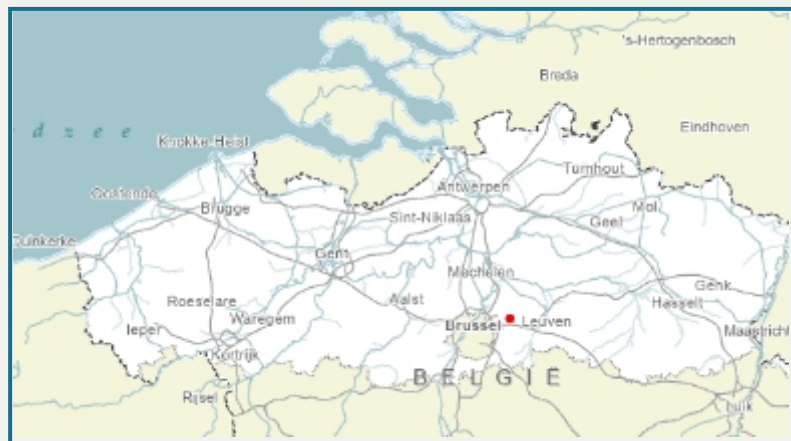 's-Hertogenbosch
Breda
Eindhoven
d z e e
Knokke-Heist
Turnhout
Antwerpen
Oostende
Brugge
Sint-Niklaas
Mol
Geel
Duinkerke
Gent
Mechelen
Genk
Roeselare
Aalst
Hasselt
Waregem
Ieper
Brussel
Leuven
Maastricht
Kortrijk
BELGIË
Rijsel
Luik